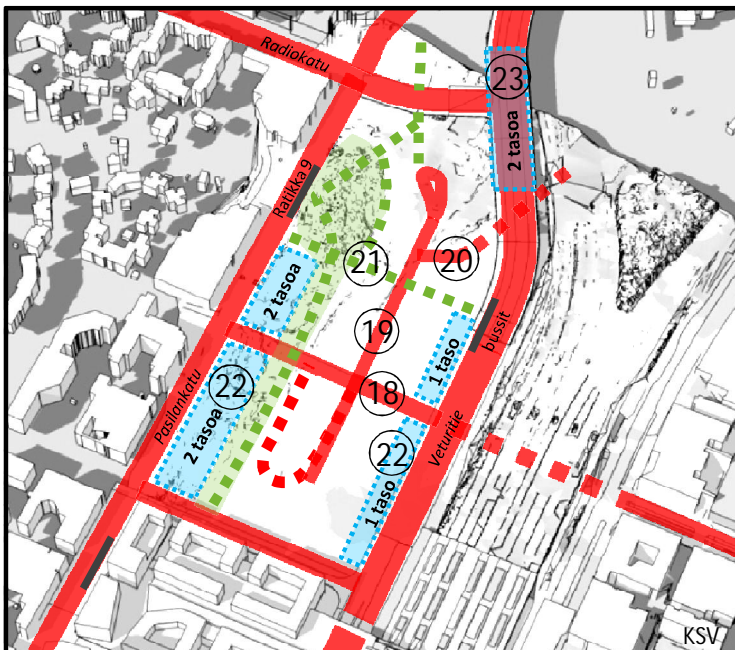 Radiokatu
23
2 tasoa
Ratikka 9
21
20
2 tasoa
19
1 taso
bussit
22
18
Pasilankatu
2 tasoa
Veturitie
22
1 taso
KSV